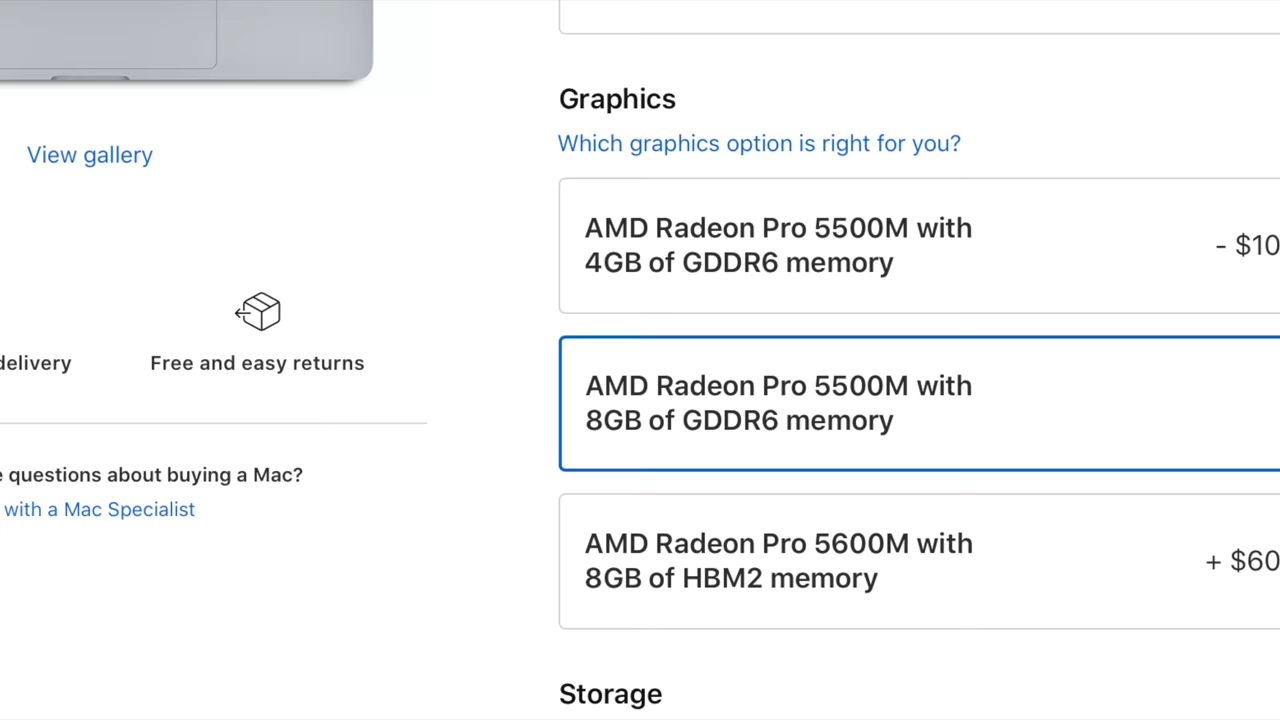 View gallery
delivery
Free and easy returns
questions about buying a Mac?
with a Mac Specialist
Graphics
Which graphics option is right for you?
AMD Radeon Pro 5500M with
4GB of GDDR6 memory
- $10
AMD Radeon Pro 5500M with
8GB of GDDR6 memory
AMD Radeon Pro 5600M with
8GB of HBM2 memory
+ $60
Storage